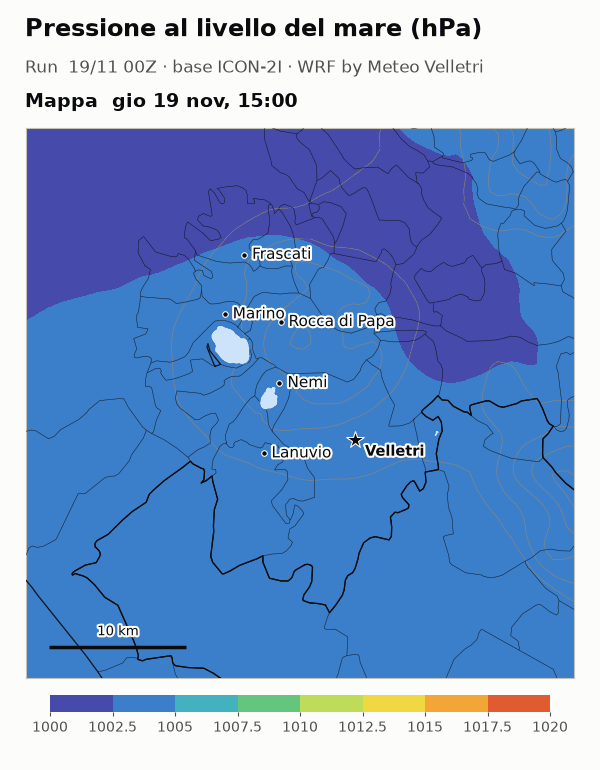 Pressione al livello del mare (hPa)
Run  19/11 00Z · base ICON-2I · WRF by Meteo Velletri
Mappa  gio 19 nov, 15:00
Frascati
Marino
Rocca di Papa
Nemi
Velletri
Lanuvio
10 km
1000 1002.5 1005 1007.5 1010 1012.5 1015 1017.5 1020